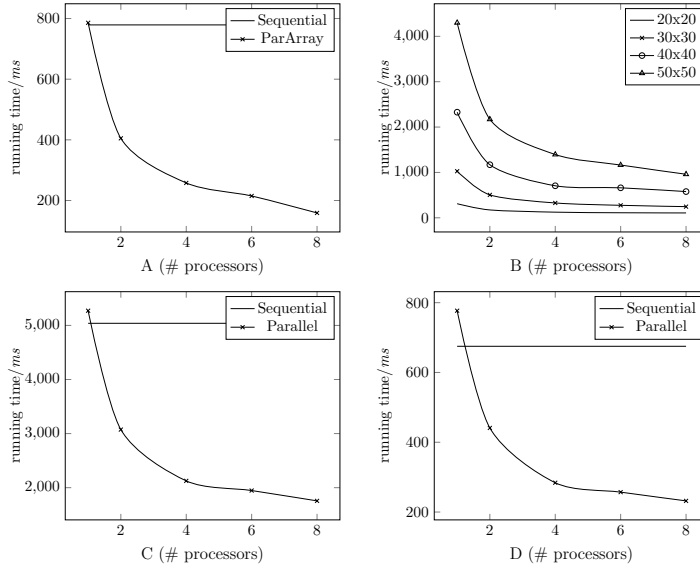 800
600
400
200
running time/ms
2
4
6
8
A (# processors)
Sequential
ParArray
4,000
3,000
2,000
1,000
0
running time/ms
2
4
6
8
B (# processors)
20x20
30x30
40x40
50x50
5,000
4,000
3,000
2,000
running time/ms
2
4
6
8
C (# processors)
Sequential
Parallel
800
600
400
200
running time/ms
2
4
6
8
D (# processors)
Sequential
Parallel